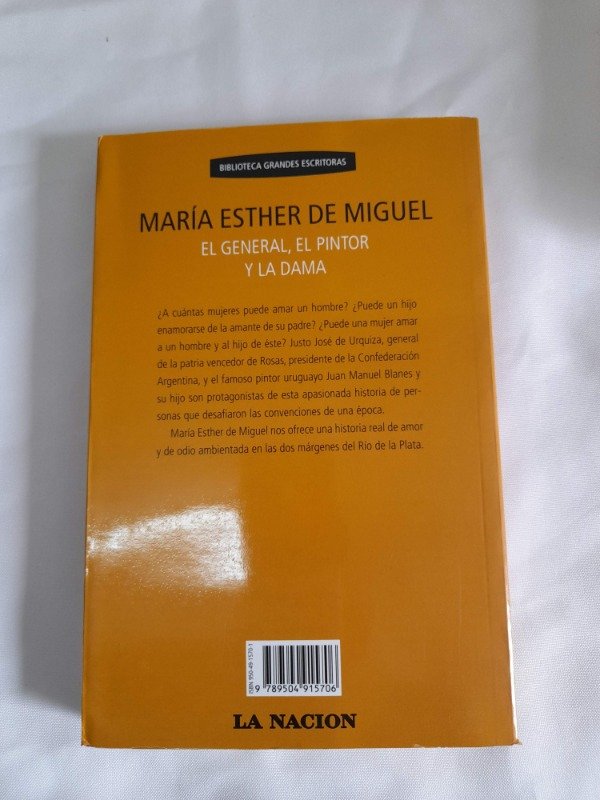 BIBLIOTECA GRANDES ESCRITORAS
MARÍA ESTHER DE MIGUEL
EL GENERAL, EL PINTOR
Y LA DAMA
¿A cuántas mujeres puede amar un hombre? ¿Puede un hijo
enamorarse de la amante de su padre? ¿Puede una mujer amar
a un hombre y al hijo de éste? Justo José de Urquiza, general
de la patria vencedor de Rosas, presidente de la Confederación
Argentina, y el famoso pintor uruguayo Juan Manuel Blanes y
su hijo son protagonistas de esta apasionada historia de per-
sonas que desafiaron las convenciones de una época.
María Esther de Miguel nos ofrece una historia real de amor
y de odio ambientada en las dos márgenes del Río de la Plata.
ISBN 950-49-1570-1
9 789504 915706
LA NACION